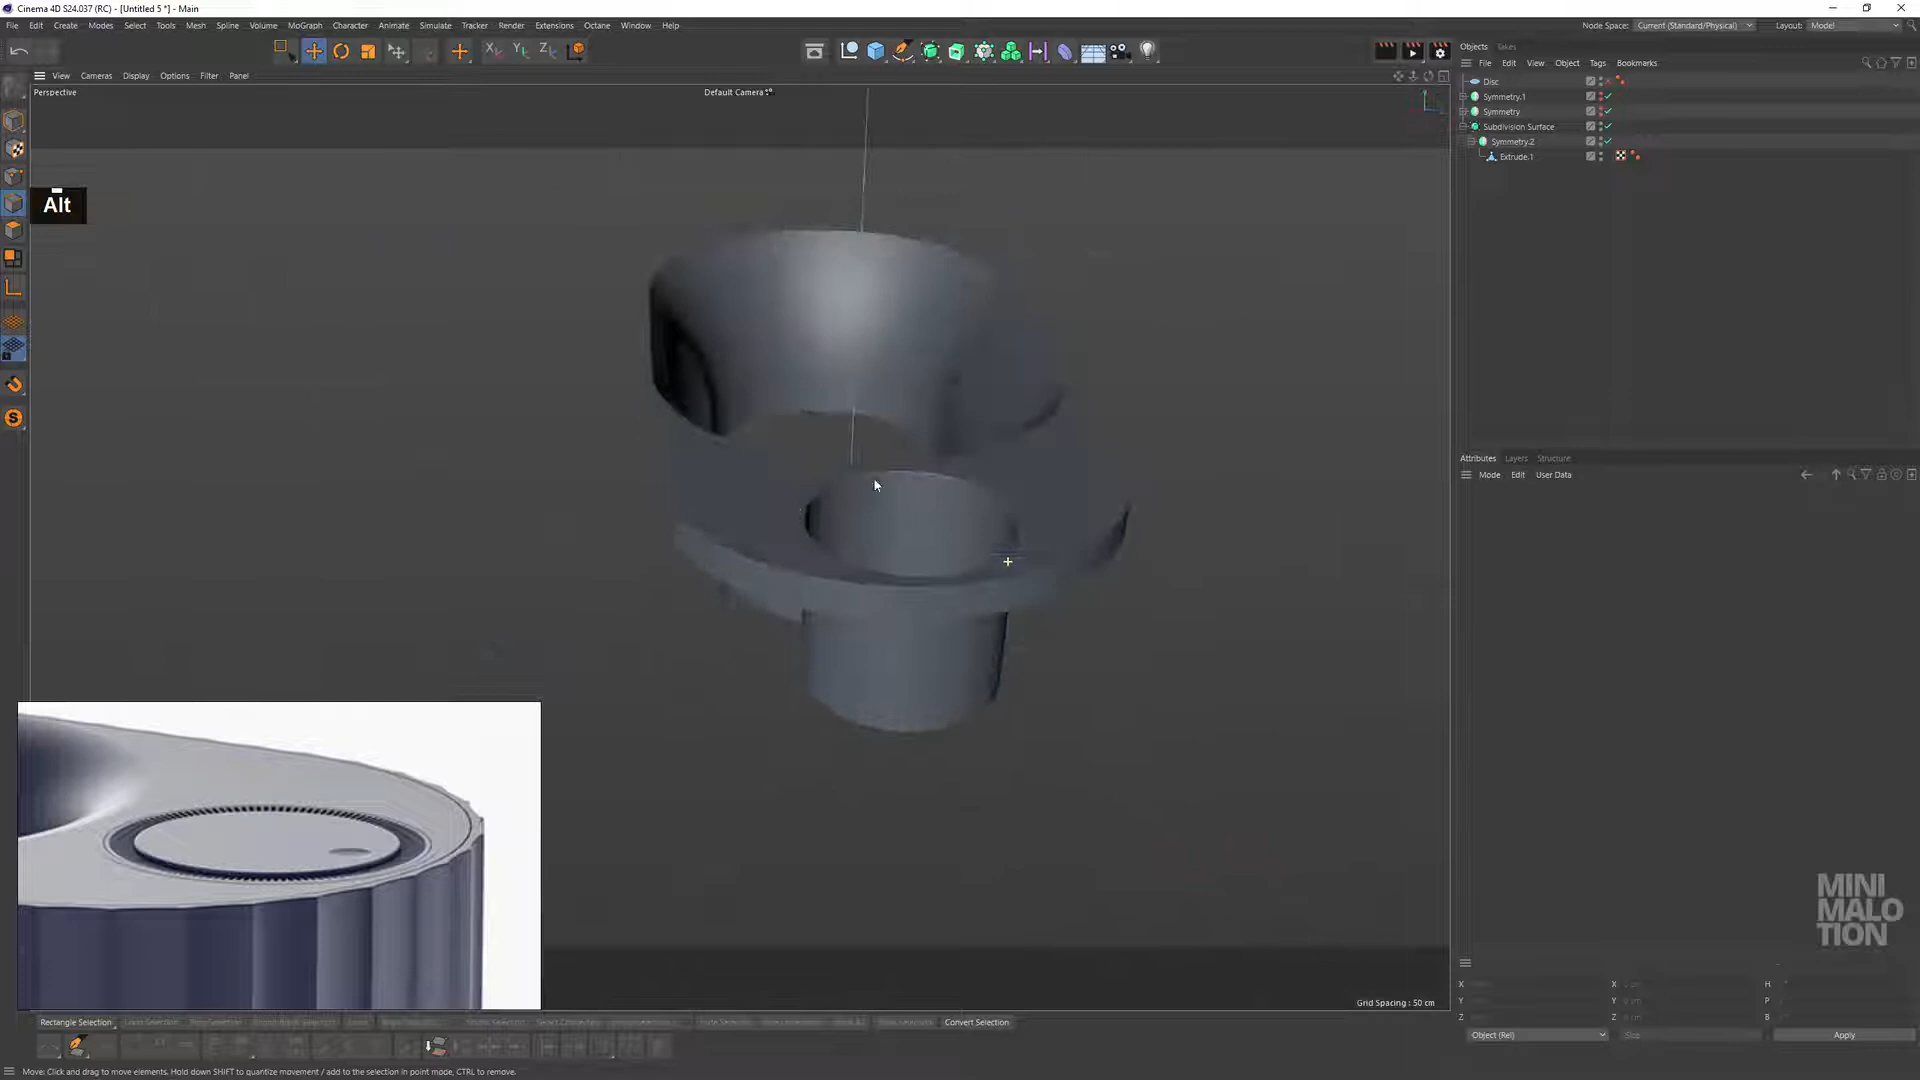 Cinema 4D S24.037 (RC) - [Untitled 5 *] - Main
File Edit Create Modes Select Tools Mesh Spline Volume MoGraph Character Animate Simulate Tracker Render Extensions Octane Window Help
Node Space: Current (Standard/Physical) Layout: Model
Objects Takes
File Edit View Object Tags Bookmarks
View Cameras Display Options Filter Panel
Perspective
Default Camera
Disc
Symmetry.1
Symmetry
Subdivision Surface
Symmetry.2
Extrude.1
Alt
Attributes Layers Structure
Mode Edit User Data
MINI
MALO
TION
Grid Spacing : 50 cm
X X H
Y Y P
Z Z B
Object (Rel) Size Apply
Rectangle Selection
Convert Selection
Move: Click and drag to move elements. Hold down SHIFT to quantize movement / add to the selection in point mode, CTRL to remove.